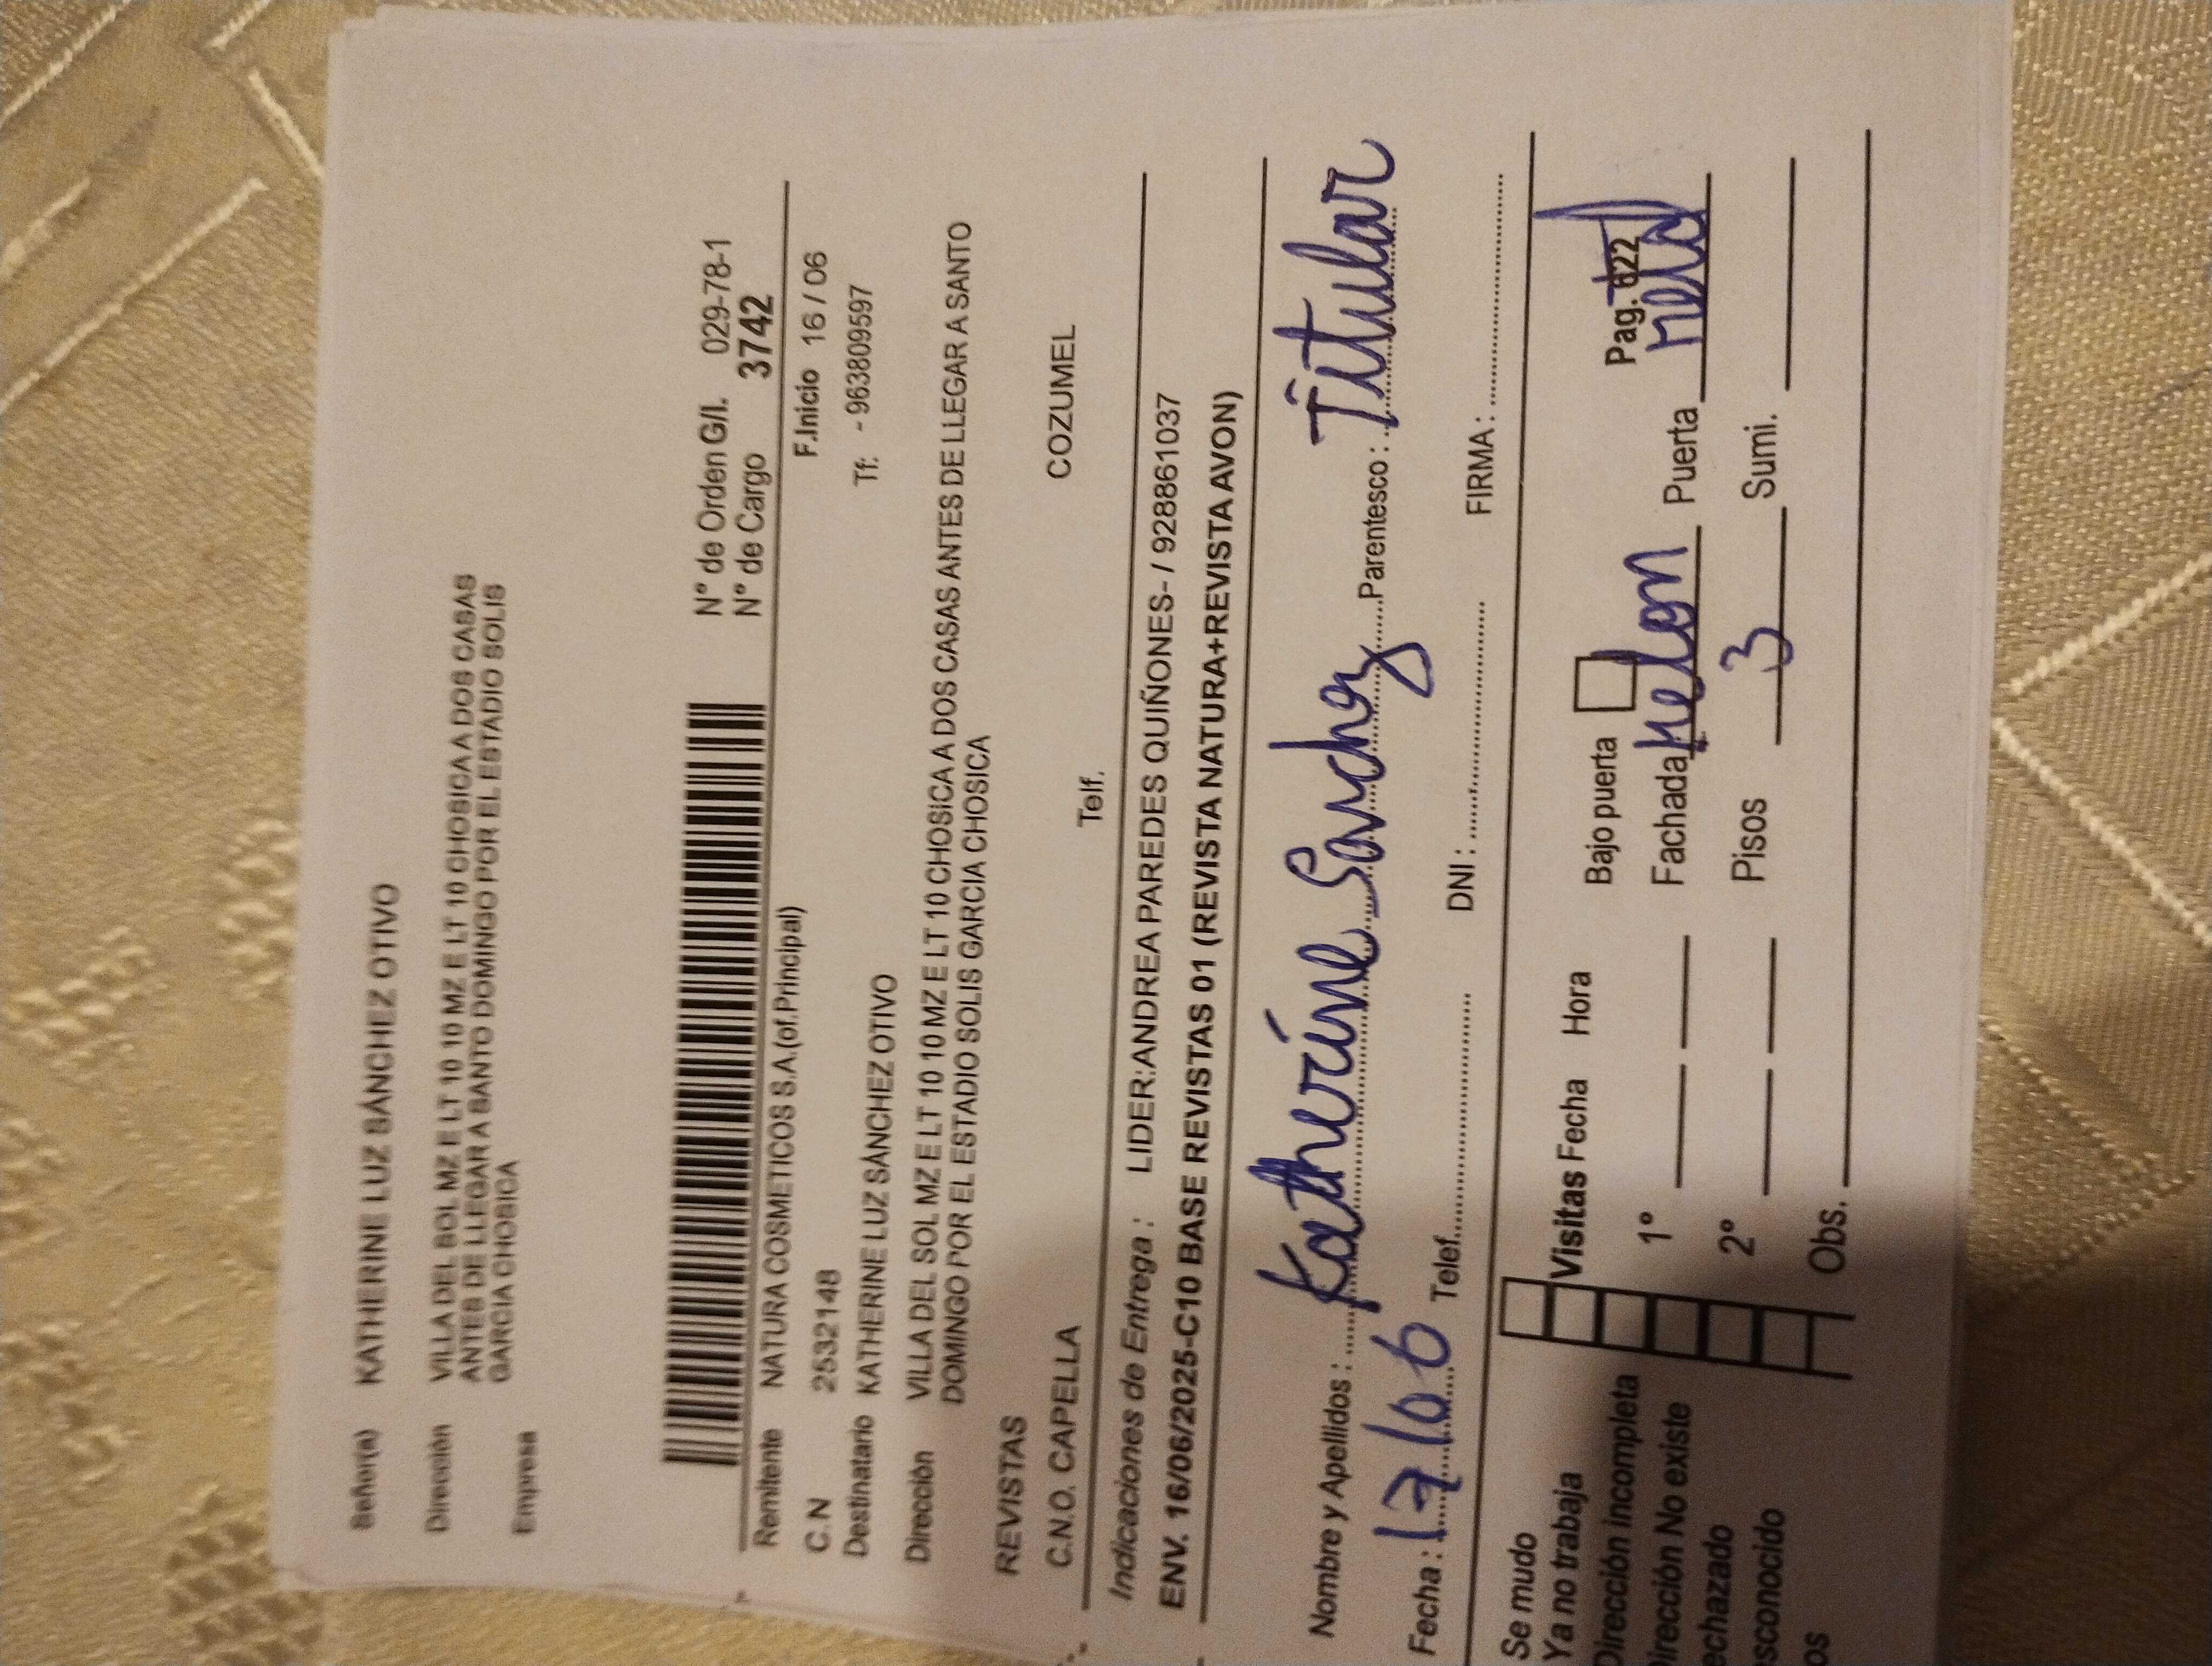 Señor(a) KATHERINE LUZ SÁNCHEZ OTIVO
Dirección VILLA DEL SOL MZ E LT 10 10 MZ E LT 10 CHOSICA A DOS CASAS
ANTES DE LLEGAR A SANTO DOMINGO POR EL ESTADIO SOLIS
GARCIA CHOSICA
Empresa
N° de Orden G/I. 029-78-1
N° de Cargo 3742
Remitente NATURA COSMETICOS S.A.(of.Principal)
F.Inicio 16 / 06
C.N 2532148
Tf: - 963809597
Destinatario KATHERINE LUZ SÁNCHEZ OTIVO
Dirección VILLA DEL SOL MZ E LT 10 10 MZ E LT 10 CHOSICA A DOS CASAS ANTES DE LLEGAR A SANTO
DOMINGO POR EL ESTADIO SOLIS GARCIA CHOSICA
REVISTAS
C.N.O. CAPELLA COZUMEL
Telf.
Indicaciones de Entrega : LIDER:ANDREA PAREDES QUIÑONES- / 928861037
ENV. 16/06/2025-C10 BASE REVISTAS 01 (REVISTA NATURA+REVISTA AVON)
Nombre y Apellidos : Katherine Sanchez Parentesco : Titular
Fecha : 17/06 Telef. DNI : FIRMA :
Se mudo
Ya no trabaja
Dirección incompleta
Dirección No existe
echazado
sconocido
os
Visitas Fecha Hora
1°
2°
Obs.
Bajo puerta Pag. 622
Fachada Melon Puerta
Pisos 3 Sumi.